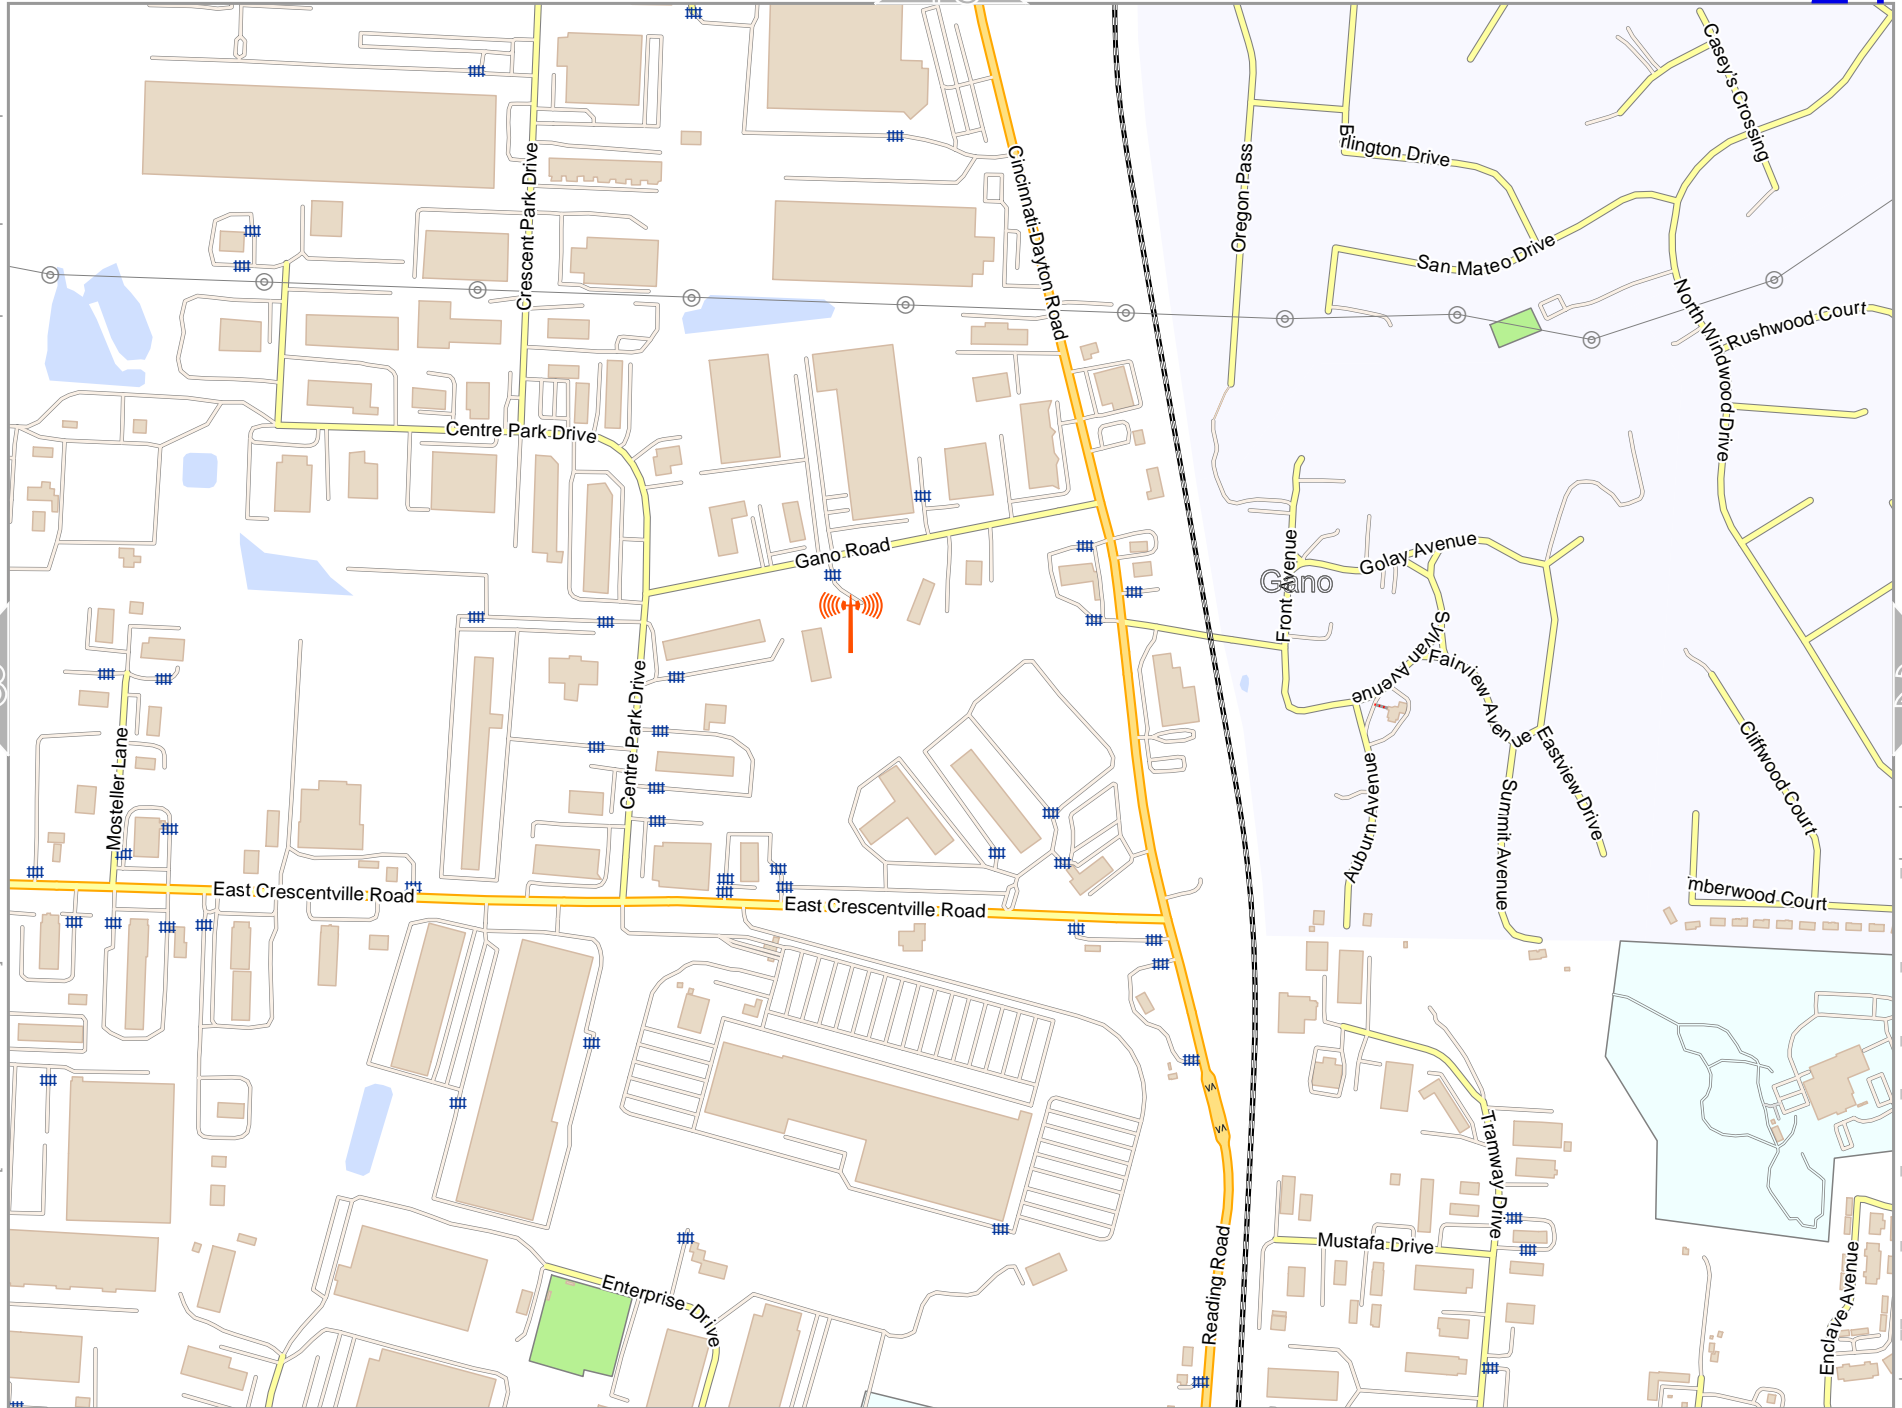 Casey's Crossing
Crescent Park Drive
Cincinnati-Dayton Road
Oregon Pass
rlington Drive
San Mateo Drive
North Windwood Drive
Rushwood Court
Centre Park Drive
Gano Road
Golay Avenue
Gano
Front Avenue
Sylvan Avenue
Fairview Avenue
Centre Park Drive
Mosteller Lane
Auburn Avenue
Summit Avenue
Eastview Drive
Cliffwood Court
East Crescentville Road
East Crescentville Road
imberwood Court
Tramway Drive
Mustafa Drive
Reading Road
Enterprise Drive
Enclave Avenue